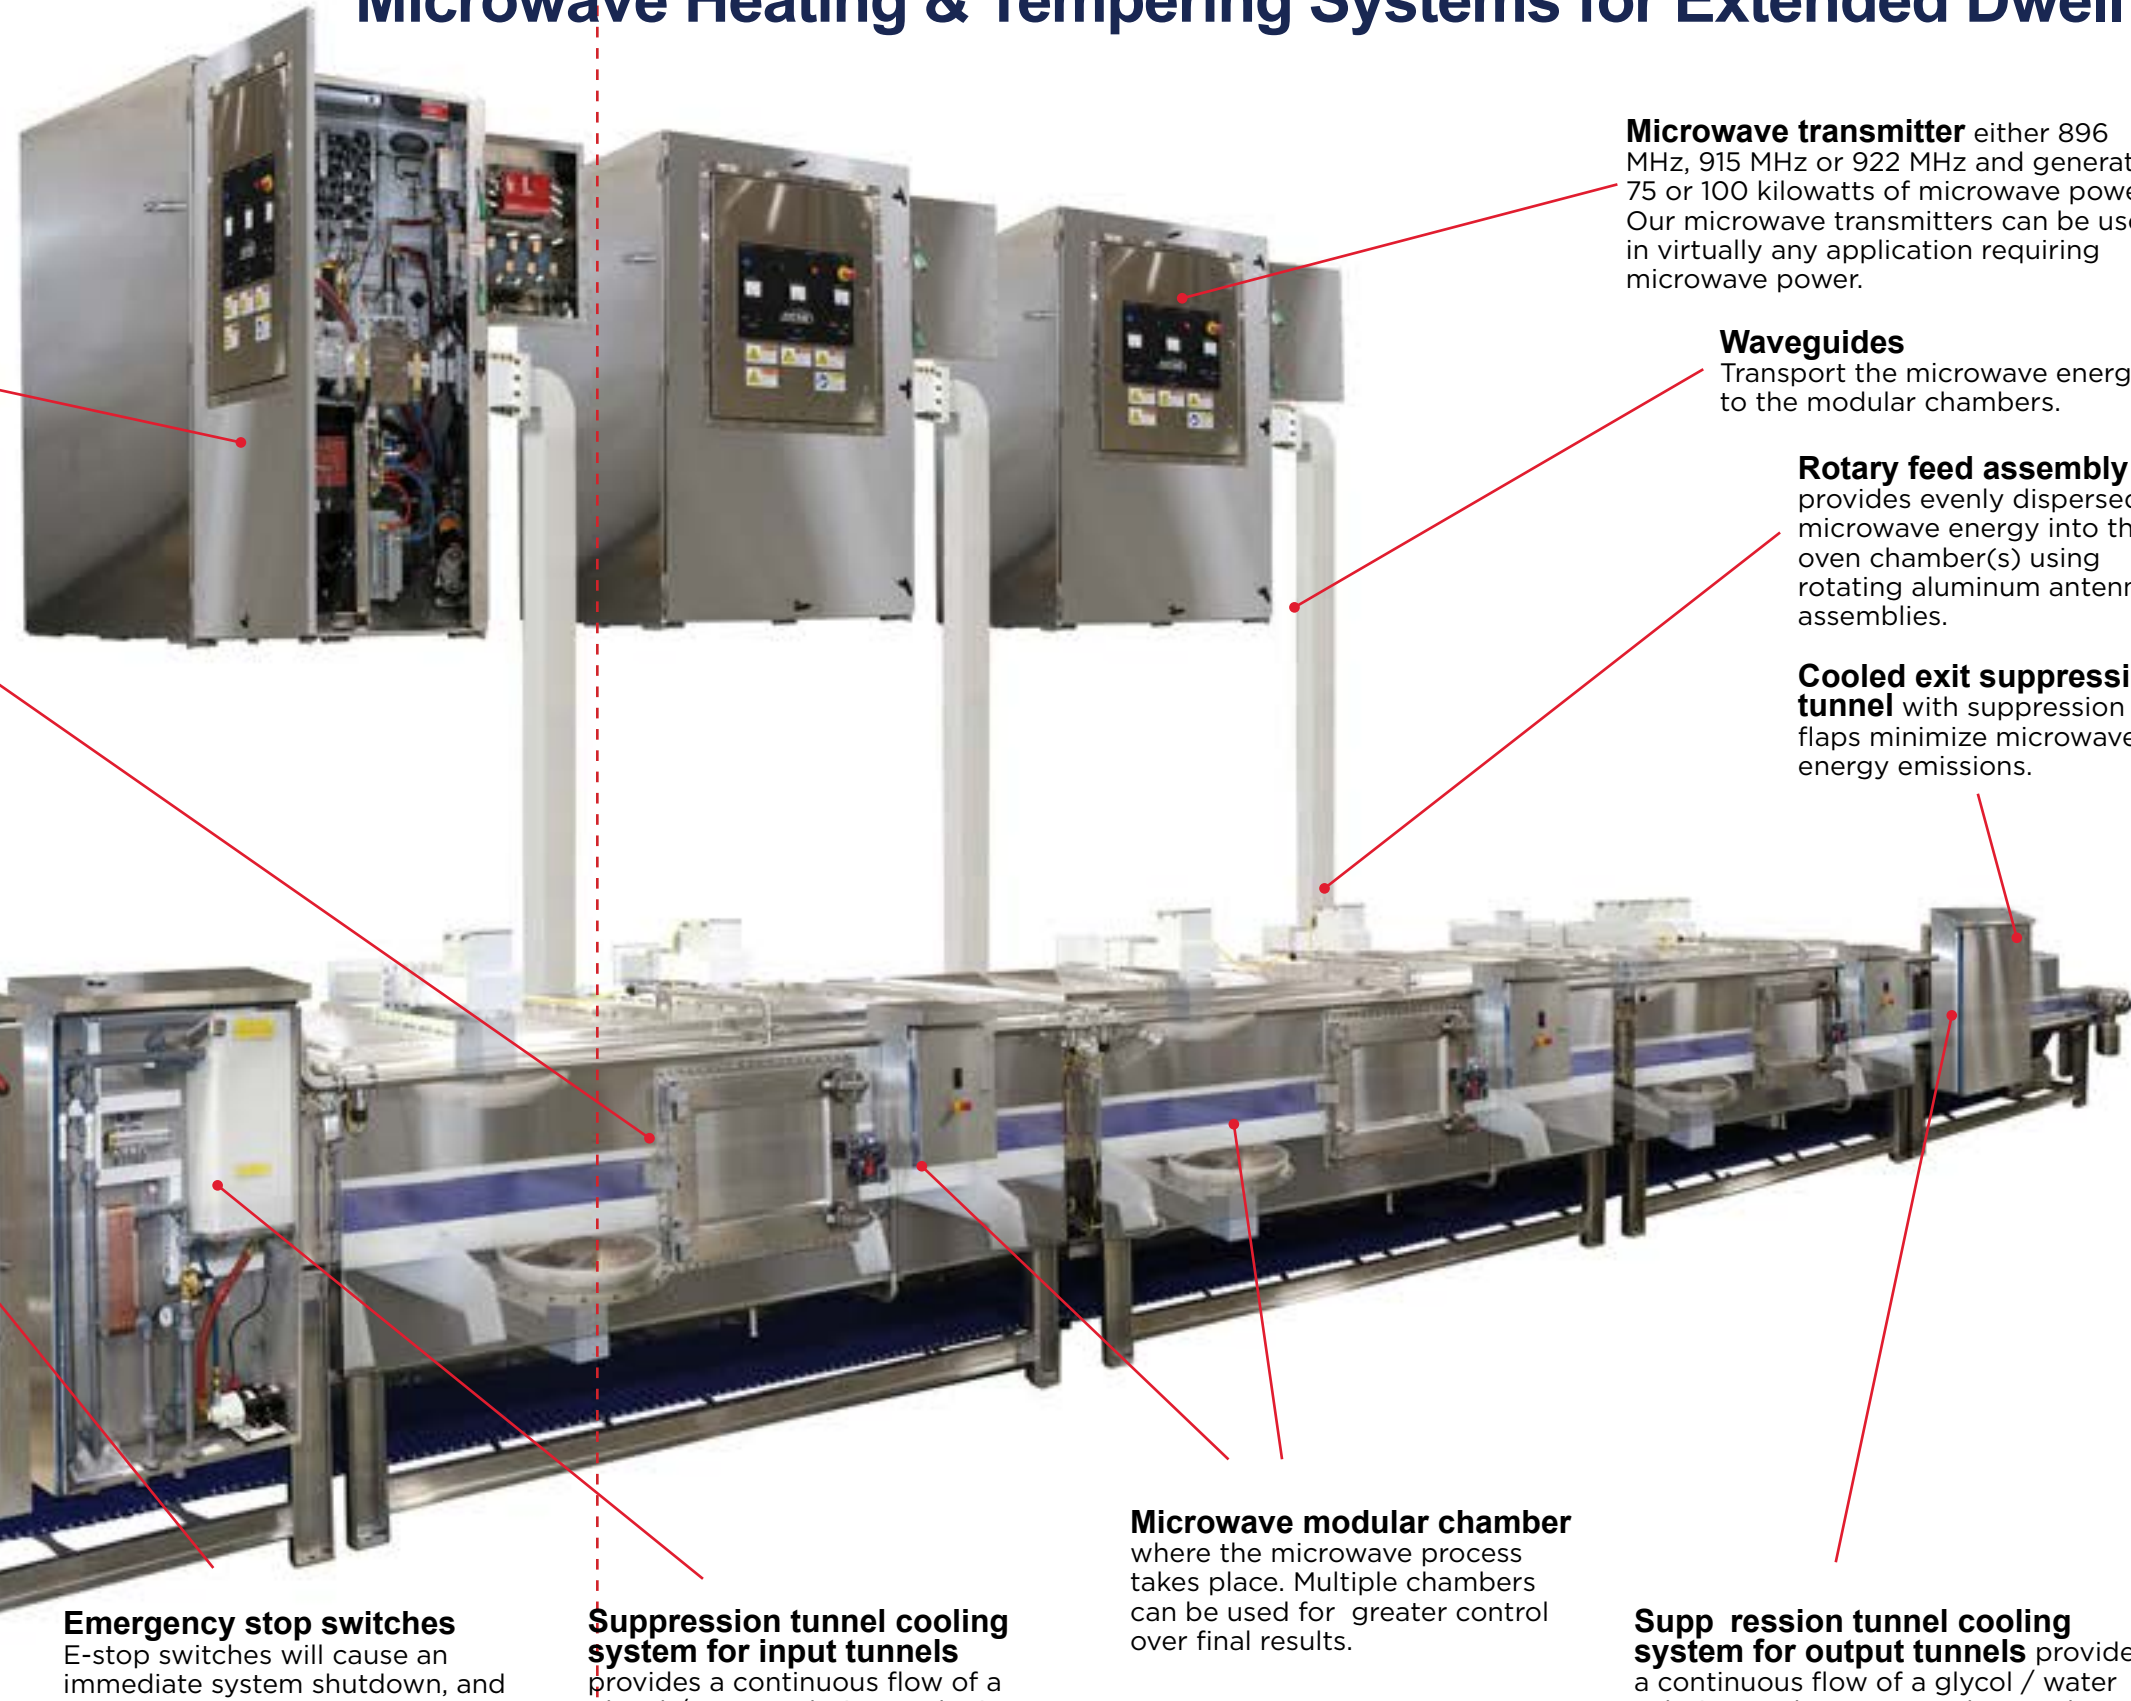 Microwave Heating & Tempering Systems for Extended Dwell
Microwave transmitter either 896
MHz, 915 MHz or 922 MHz and generat
75 or 100 kilowatts of microwave powe
Our microwave transmitters can be use
in virtually any application requiring
microwave power.
Waveguides
Transport the microwave energ
to the modular chambers.
Rotary feed assembly
provides evenly dispersed
microwave energy into th
oven chamber(s) using
rotating aluminum antenn
assemblies.
Cooled exit suppressi
tunnel with suppression
flaps minimize microwave
energy emissions.
Microwave modular chamber
where the microwave process
takes place. Multiple chambers
can be used for greater control
over final results.
Emergency stop switches
E-stop switches will cause an
immediate system shutdown, and
Suppression tunnel cooling
system for input tunnels
provides a continuous flow of a
Supp ression tunnel cooling
system for output tunnels provide
a continuous flow of a glycol / water